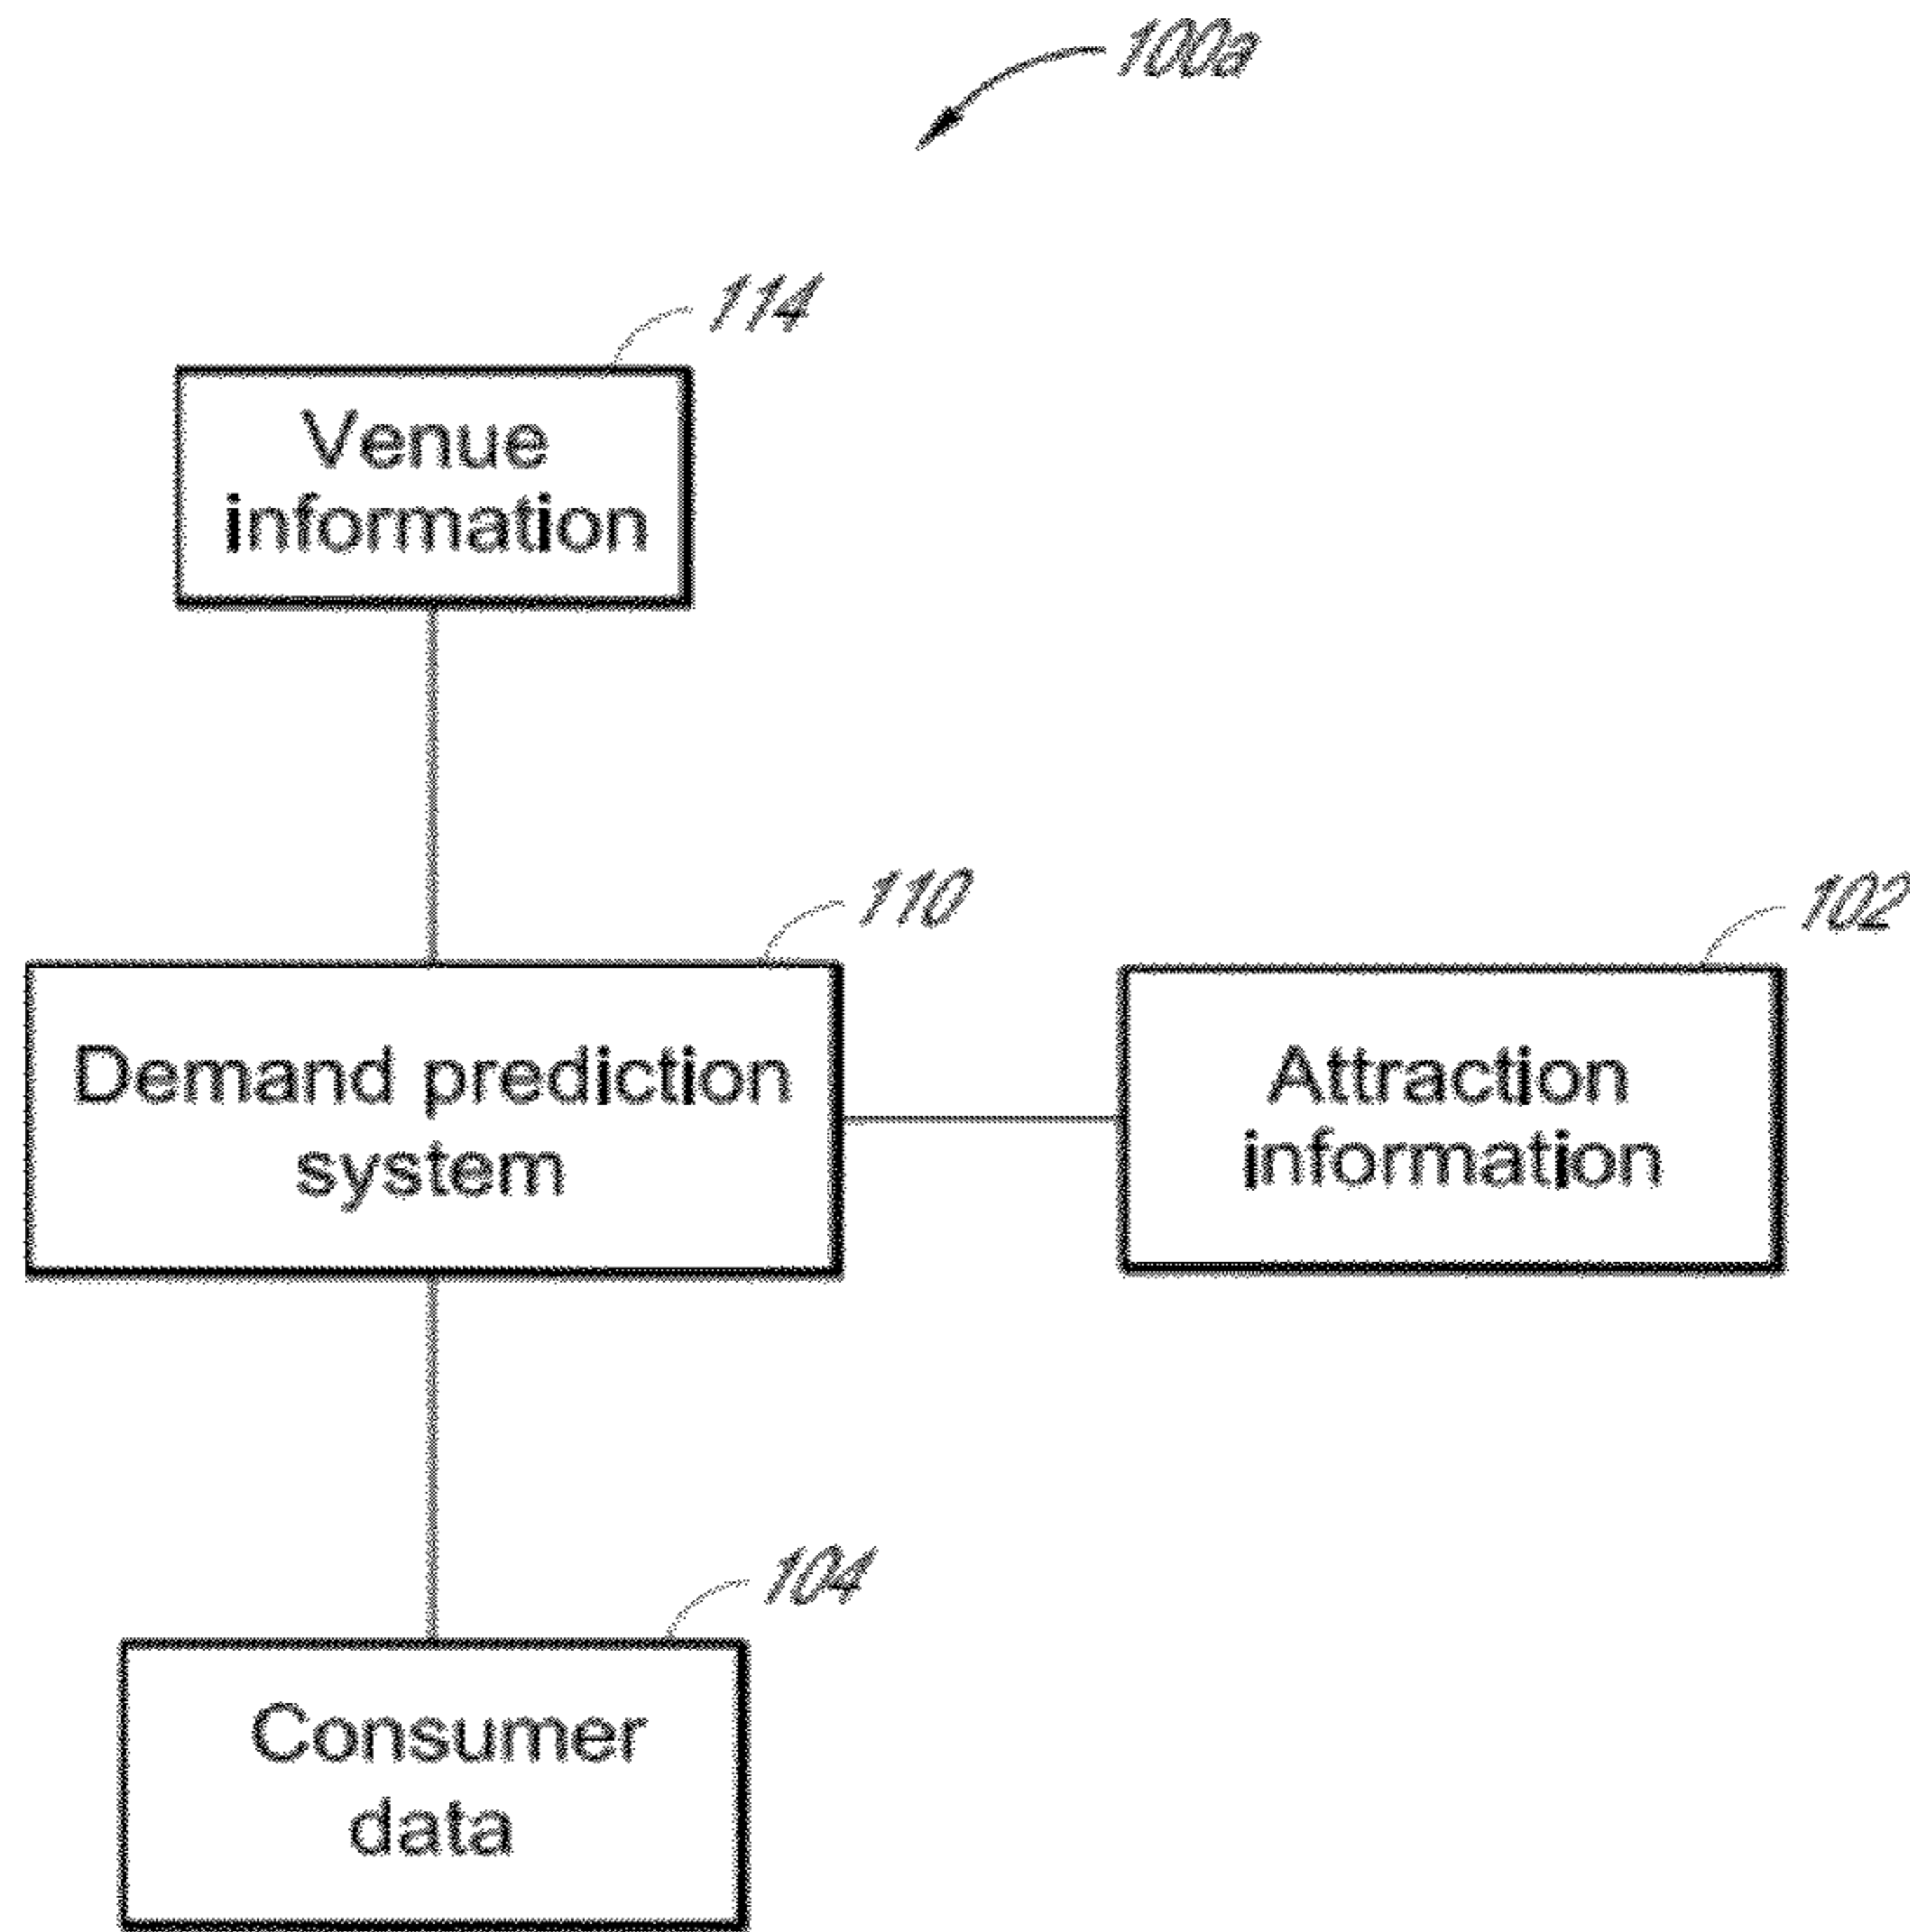 100a
114
Venue
information
110
102
Demand prediction
system
Attraction
information
104
Consumer
data